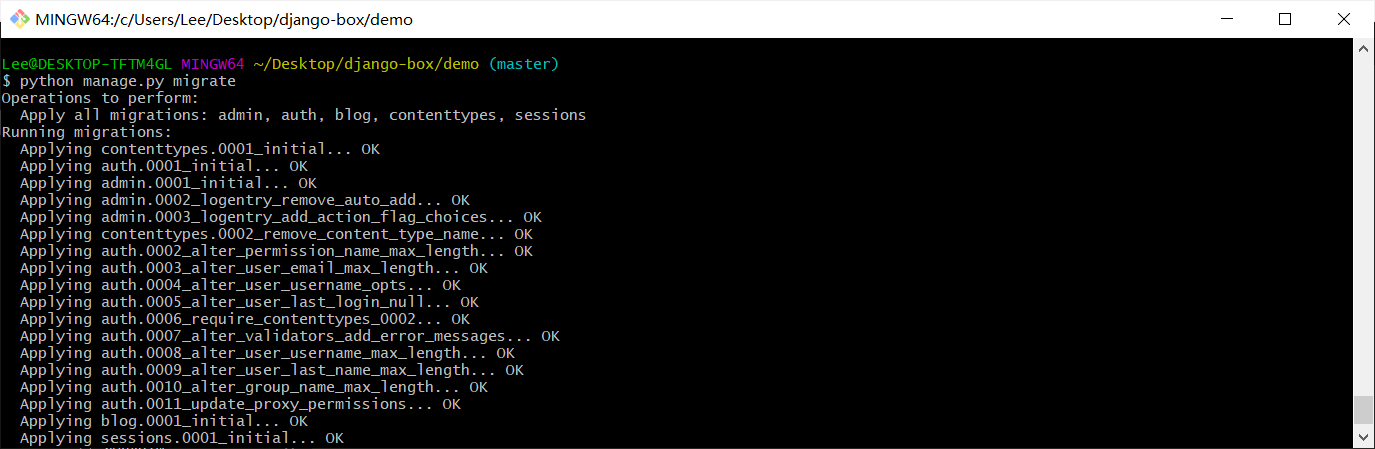 MINGW64:/c/Users/Lee/Desktop/django-box/demo
Lee@DESKTOP-TFTM4GL MINGW64 ~/Desktop/django-box/demo (master)
$ python manage.py migrate
Operations to perform:
  Apply all migrations: admin, auth, blog, contenttypes, sessions
Running migrations:
  Applying contenttypes.0001_initial... OK
  Applying auth.0001_initial... OK
  Applying admin.0001_initial... OK
  Applying admin.0002_logentry_remove_auto_add... OK
  Applying admin.0003_logentry_add_action_flag_choices... OK
  Applying contenttypes.0002_remove_content_type_name... OK
  Applying auth.0002_alter_permission_name_max_length... OK
  Applying auth.0003_alter_user_email_max_length... OK
  Applying auth.0004_alter_user_username_opts... OK
  Applying auth.0005_alter_user_last_login_null... OK
  Applying auth.0006_require_contenttypes_0002... OK
  Applying auth.0007_alter_validators_add_error_messages... OK
  Applying auth.0008_alter_user_username_max_length... OK
  Applying auth.0009_alter_user_last_name_max_length... OK
  Applying auth.0010_alter_group_name_max_length... OK
  Applying auth.0011_update_proxy_permissions... OK
  Applying blog.0001_initial... OK
  Applying sessions.0001_initial... OK